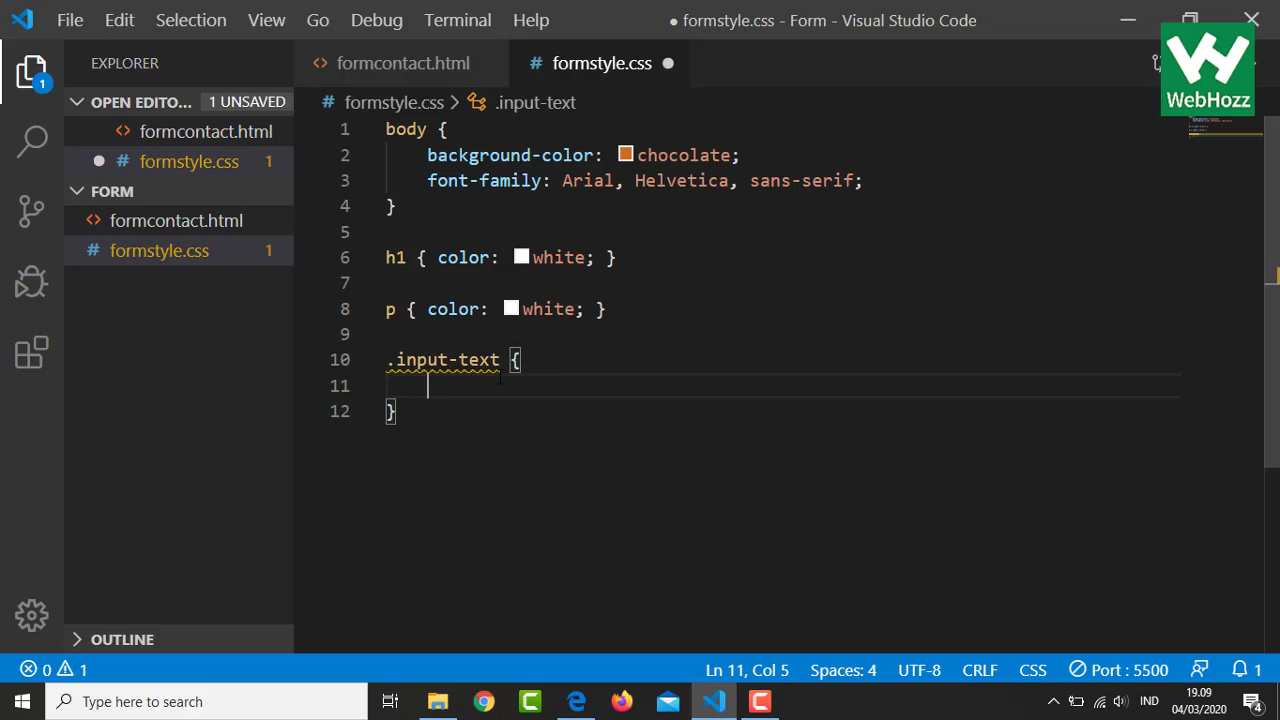 File Edit Selection View Go Debug Terminal Help
● formstyle.css - Form - Visual Studio Code
WebHozz
EXPLORER
OPEN EDITO... 1 UNSAVED
formcontact.html
formstyle.css 1
FORM
formcontact.html
formstyle.css 1
OUTLINE
formcontact.html formstyle.css
formstyle.css > .input-text
1 body {
2 background-color: chocolate;
3 font-family: Arial, Helvetica, sans-serif;
4 }
5
6 h1 { color: white; }
7
8 p { color: white; }
9
10 .input-text {
11
12 }
0 1 Ln 11, Col 5 Spaces: 4 UTF-8 CRLF CSS Port : 5500 1
Type here to search
IND 19.09
04/03/2020 4
1